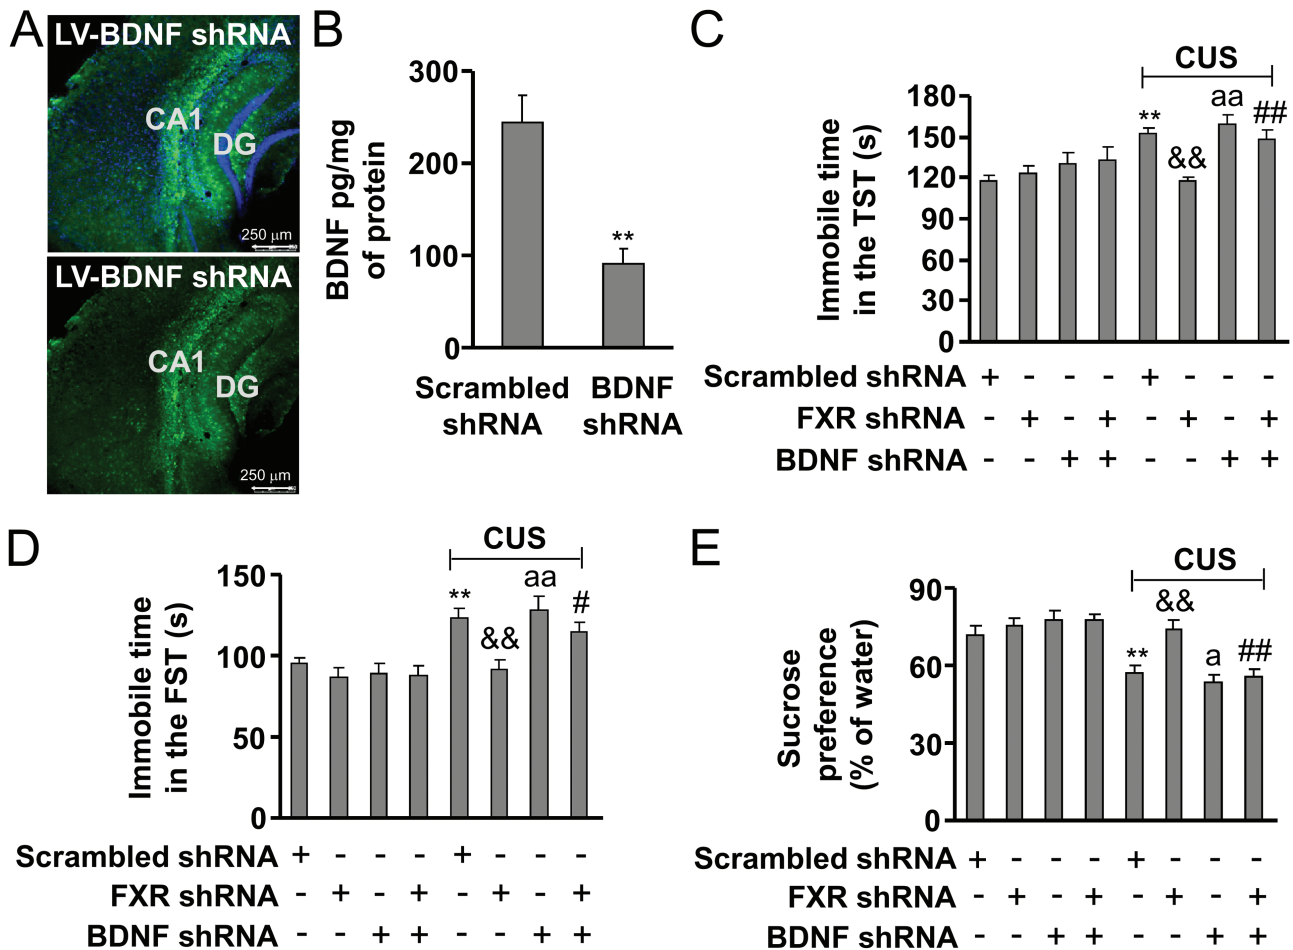 A
LV-BDNF shRNA
CA1
DG
250 μm
LV-BDNF shRNA
CA1
DG
250 μm
B
BDNF pg/mg
of protein
300
200
100
0
**
Scrambled
shRNA
BDNF
shRNA
C
CUS
Immobile time
in the TST (s)
180
150
120
90
60
30
0
** && aa ##
Scrambled shRNA + - - - + - - -
FXR shRNA - + - + - + - +
BDNF shRNA - - + + - - + +
D
CUS
Immobile time
in the FST (s)
150
100
50
0
** && aa #
Scrambled shRNA + - - - + - - -
FXR shRNA - + - + - + - +
BDNF shRNA - - + + - - + +
E
CUS
Sucrose
preference
(% of water)
90
60
30
0
** && a ##
Scrambled shRNA + - - - + - - -
FXR shRNA - + - + - + - +
BDNF shRNA - - + + - - + +